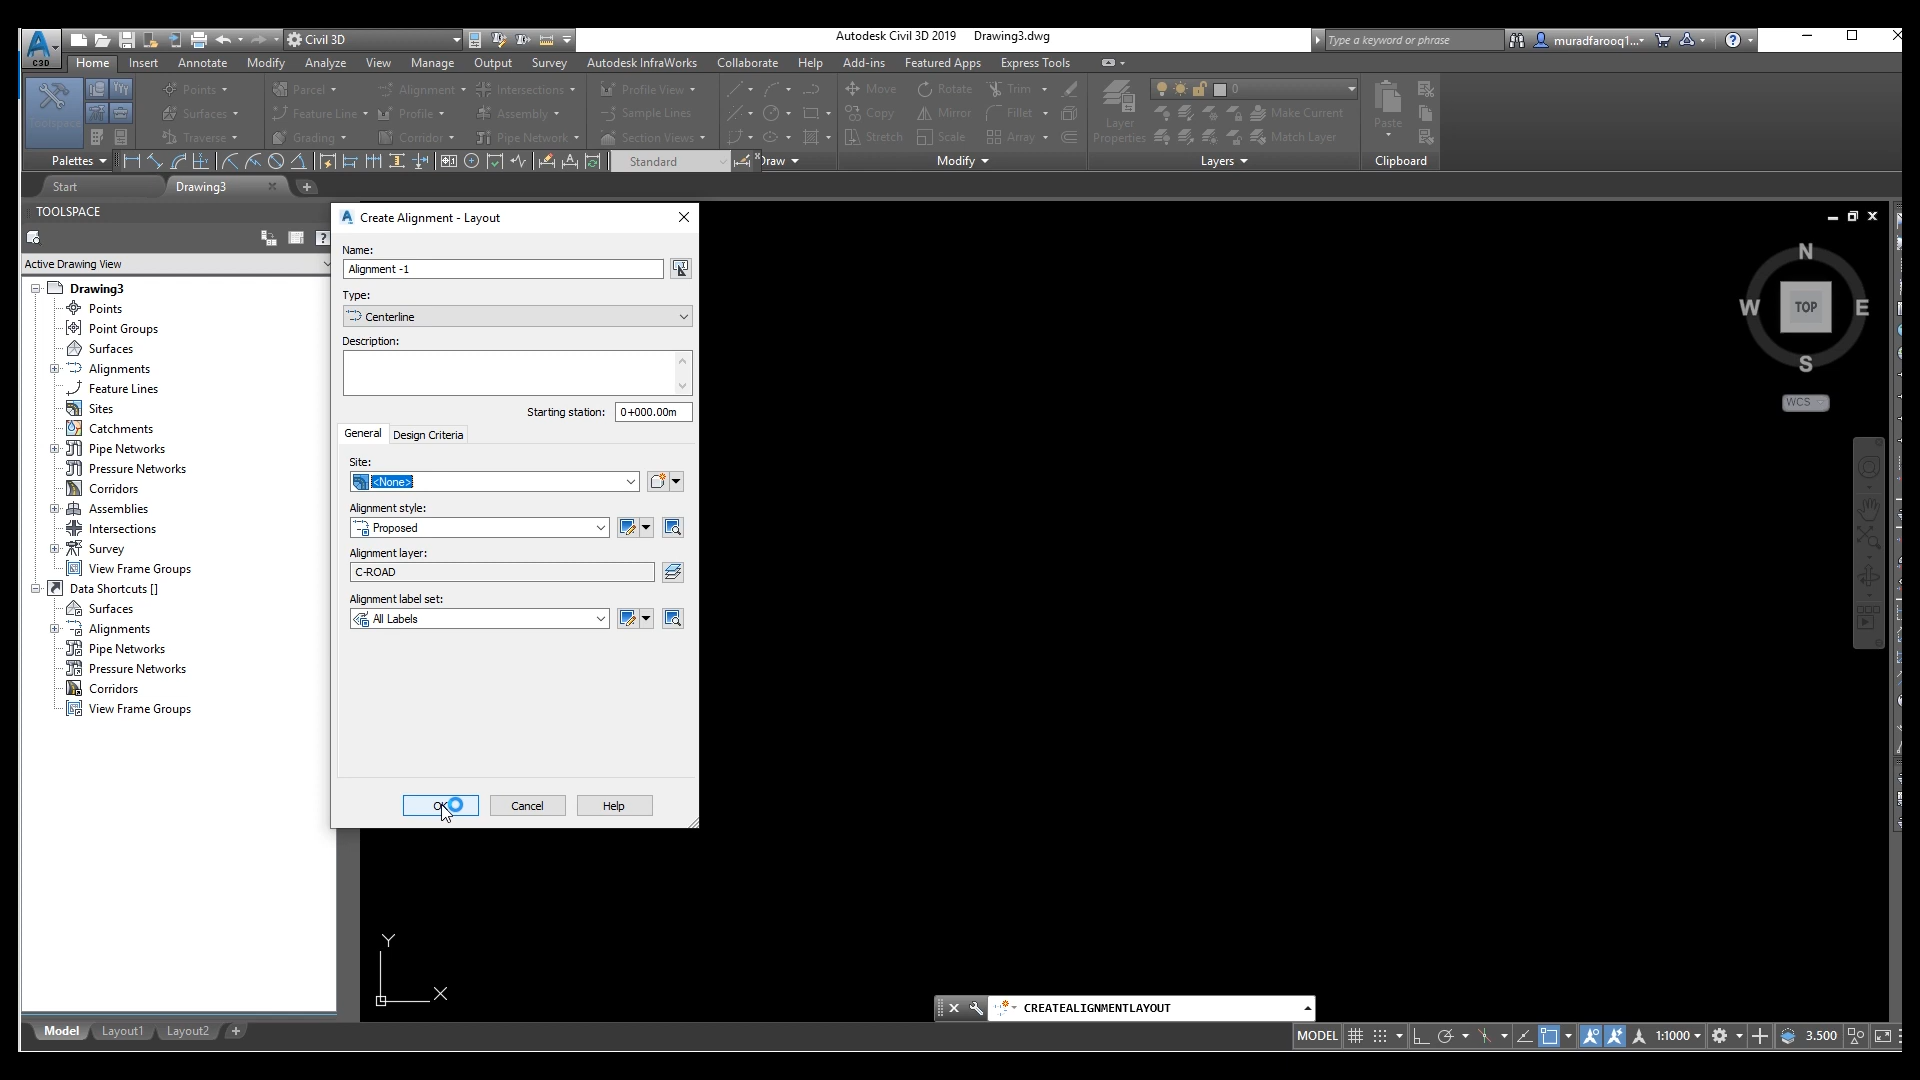 Civil 3D
Autodesk Civil 3D 2019 Drawing3.dwg
Type a keyword or phrase
muradfarooq1...
C3D
Home Insert Annotate Modify Analyze View Manage Output Survey Autodesk InfraWorks Collaborate Help Add-ins Featured Apps Express Tools
Toolspace
Points
Surfaces
Traverse
Parcel
Feature Line
Grading
Alignment
Profile
Corridor
Intersections
Assembly
Pipe Network
Profile View
Sample Lines
Section Views
Move
Copy
Stretch
Rotate
Mirror
Scale
Trim
Fillet
Array
Layer
Properties
0
Make Current
Match Layer
Paste
Palettes
Standard
Draw
Modify
Layers
Clipboard
Start
Drawing3
TOOLSPACE
Active Drawing View
Drawing3
Points
Point Groups
Surfaces
Alignments
Feature Lines
Sites
Catchments
Pipe Networks
Pressure Networks
Corridors
Assemblies
Intersections
Survey
View Frame Groups
Data Shortcuts []
Surfaces
Alignments
Pipe Networks
Pressure Networks
Corridors
View Frame Groups
Create Alignment - Layout
Name:
Alignment -1
Type:
Centerline
Description:
Starting station: 0+000.00m
General Design Criteria
Site:
<None>
Alignment style:
Proposed
Alignment layer:
C-ROAD
Alignment label set:
All Labels
OK Cancel Help
N
W TOP E
S
WCS
Y
X
CREATEALIGNMENTLAYOUT
Model Layout1 Layout2
MODEL
1:1000
3.500